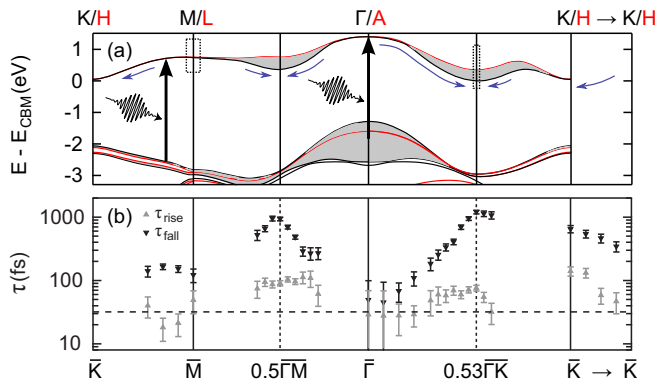 K/H M/L Γ/A K/H → K/H
(a)
E - E_CBM (eV)
1
0
-1
-2
-3
(b)
τ_rise
τ_fall
τ (fs)
1000
100
10
K̅ M̅ 0.5Γ̅M̅ Γ̅ 0.53Γ̅K̅ K̅ → K̅